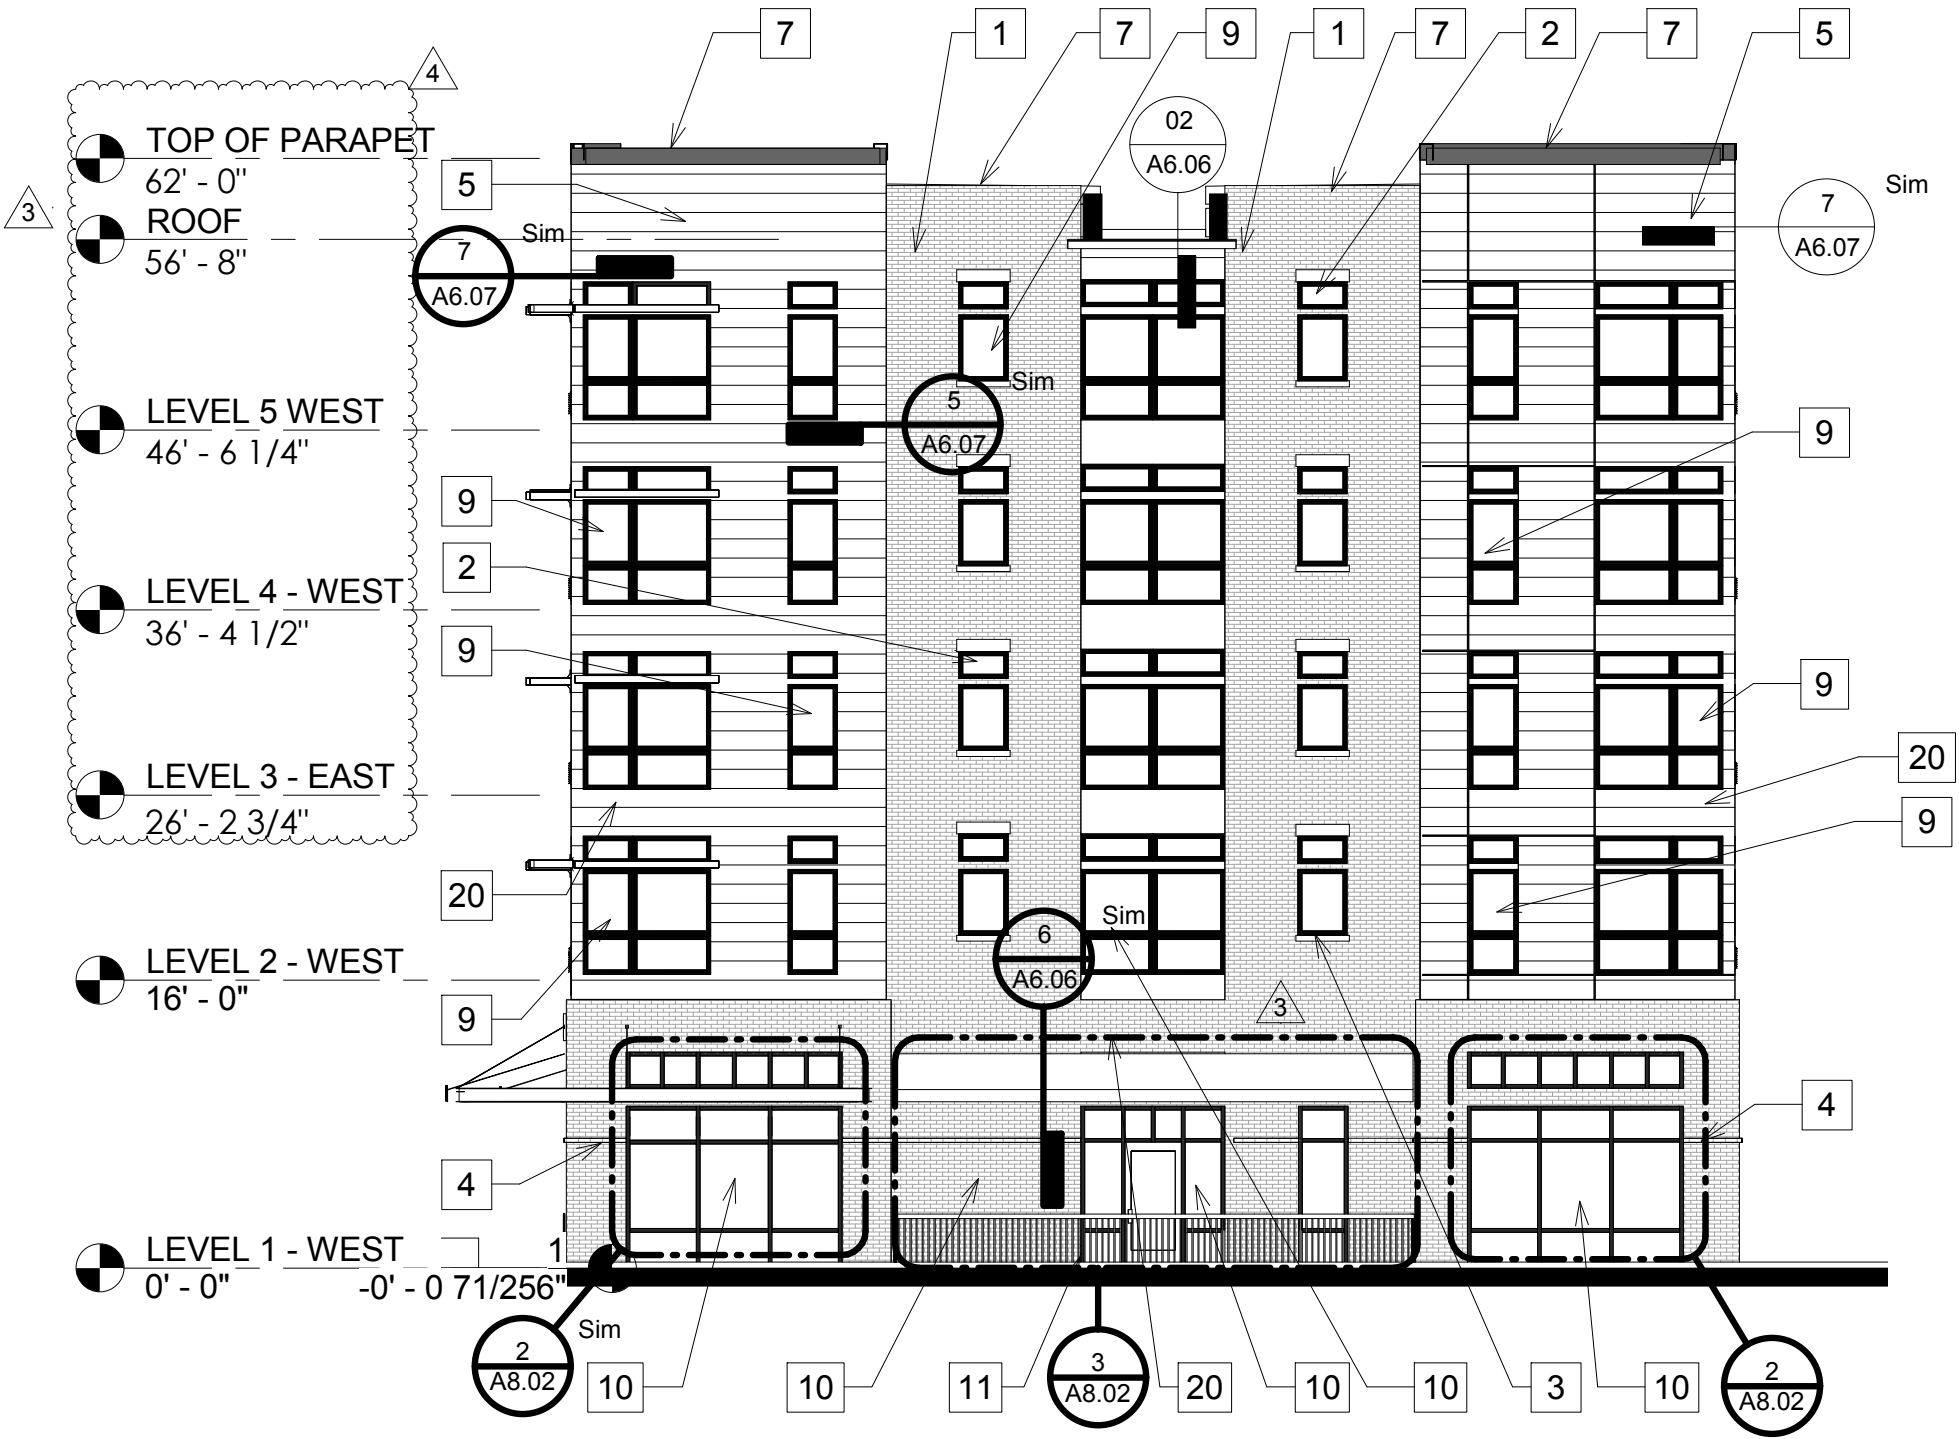 7
1
7
9
1
7
2
7
5
4
02
A6.06
TOP OF PARAPET
62' - 0"
5
Sim
3
ROOF
56' - 8"
7
A6.07
Sim
7
A6.07
Sim
5
A6.07
LEVEL 5 WEST
46' - 6 1/4"
9
9
2
LEVEL 4 - WEST
36' - 4 1/2"
9
9
20
LEVEL 3 - EAST
26' - 2 3/4"
9
20
Sim
6
A6.06
LEVEL 2 - WEST
16' - 0"
9
3
4
4
LEVEL 1 - WEST
0' - 0"
1
-0' - 0 71/256"
Sim
2
A8.02
10
10
11
3
A8.02
20
10
10
3
10
2
A8.02